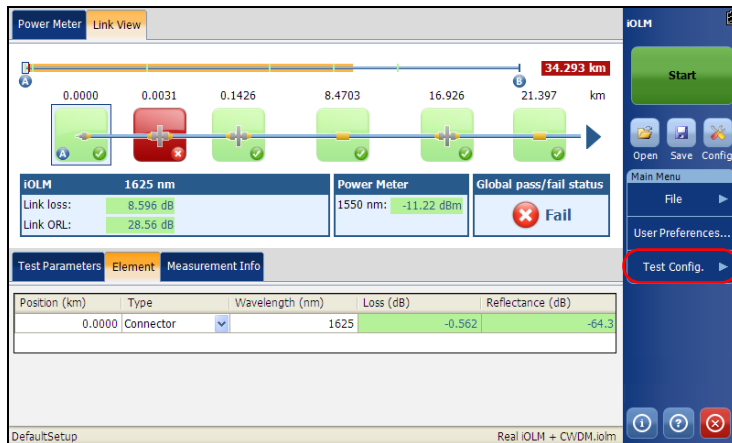 Power Meter Link View
iOLM
34.293 km
A B
0.0000 0.0031 0.1426 8.4703 16.926 21.397 km
A
Start
Open Save Config
Main Menu
File
User Preferences...
Test Config.
iOLM 1625 nm
Link loss: 8.596 dB
Link ORL: 28.56 dB
Power Meter
1550 nm: -11.22 dBm
Global pass/fail status
Fail
Test Parameters Element Measurement Info
Position (km) Type Wavelength (nm) Loss (dB) Reflectance (dB)
0.0000 Connector 1625 -0.562 -64.3
DefaultSetup Real iOLM + CWDM.iolm